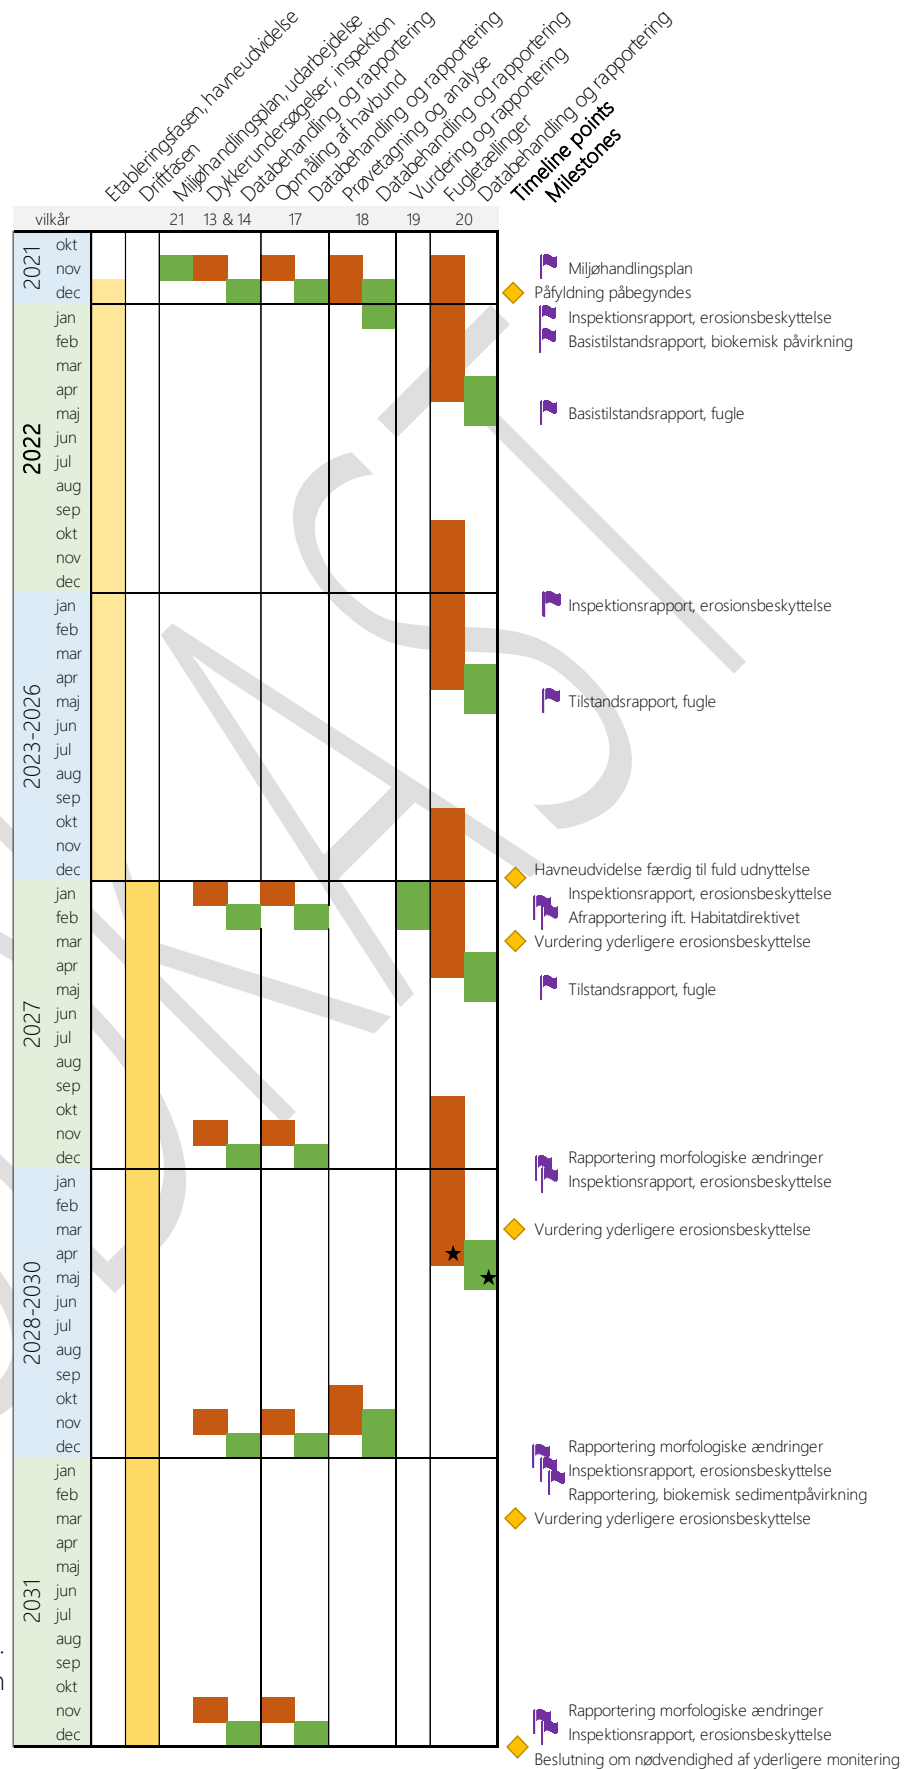 Etableringsfasen, havneudvidelse
Driftfasen
Miljøhandlingsplan, udarbejdelse
Dykkerundersøgelser, inspektion
Databehandling og rapportering
Opmåling af havbund
Databehandling og rapportering
Prøvetagning og analyse
Databehandling og rapportering
Vurdering og rapportering
Fugletællinger
Databehandling og rapportering
Timeline points
Milestones
vilkår 21 13 & 14 17 18 19 20
2021
okt
nov Miljøhandlingsplan
dec Påfyldning påbegyndes
2022
jan Inspektionsrapport, erosionsbeskyttelse
feb Basistilstandsrapport, biokemisk påvirkning
mar
apr
maj Basistilstandsrapport, fugle
jun
jul
aug
sep
okt
nov
dec
2023-2026
jan Inspektionsrapport, erosionsbeskyttelse
feb
mar
apr
maj Tilstandsrapport, fugle
jun
jul
aug
sep
okt
nov
dec Havneudvidelse færdig til fuld udnyttelse
2027
jan Inspektionsrapport, erosionsbeskyttelse
feb Afrapportering ift. Habitatdirektivet
mar Vurdering yderligere erosionsbeskyttelse
apr
maj Tilstandsrapport, fugle
jun
jul
aug
sep
okt
nov
dec Rapportering morfologiske ændringer
2028-2030
jan Inspektionsrapport, erosionsbeskyttelse
feb
mar Vurdering yderligere erosionsbeskyttelse
apr
maj
jun
jul
aug
sep
okt
nov
dec Rapportering morfologiske ændringer
2031
jan Inspektionsrapport, erosionsbeskyttelse
feb Rapportering, biokemisk sedimentpåvirkning
mar Vurdering yderligere erosionsbeskyttelse
apr
maj
jun
jul
aug
sep
okt
nov Rapportering morfologiske ændringer
dec Inspektionsrapport, erosionsbeskyttelse
Beslutning om nødvendighed af yderligere monitering